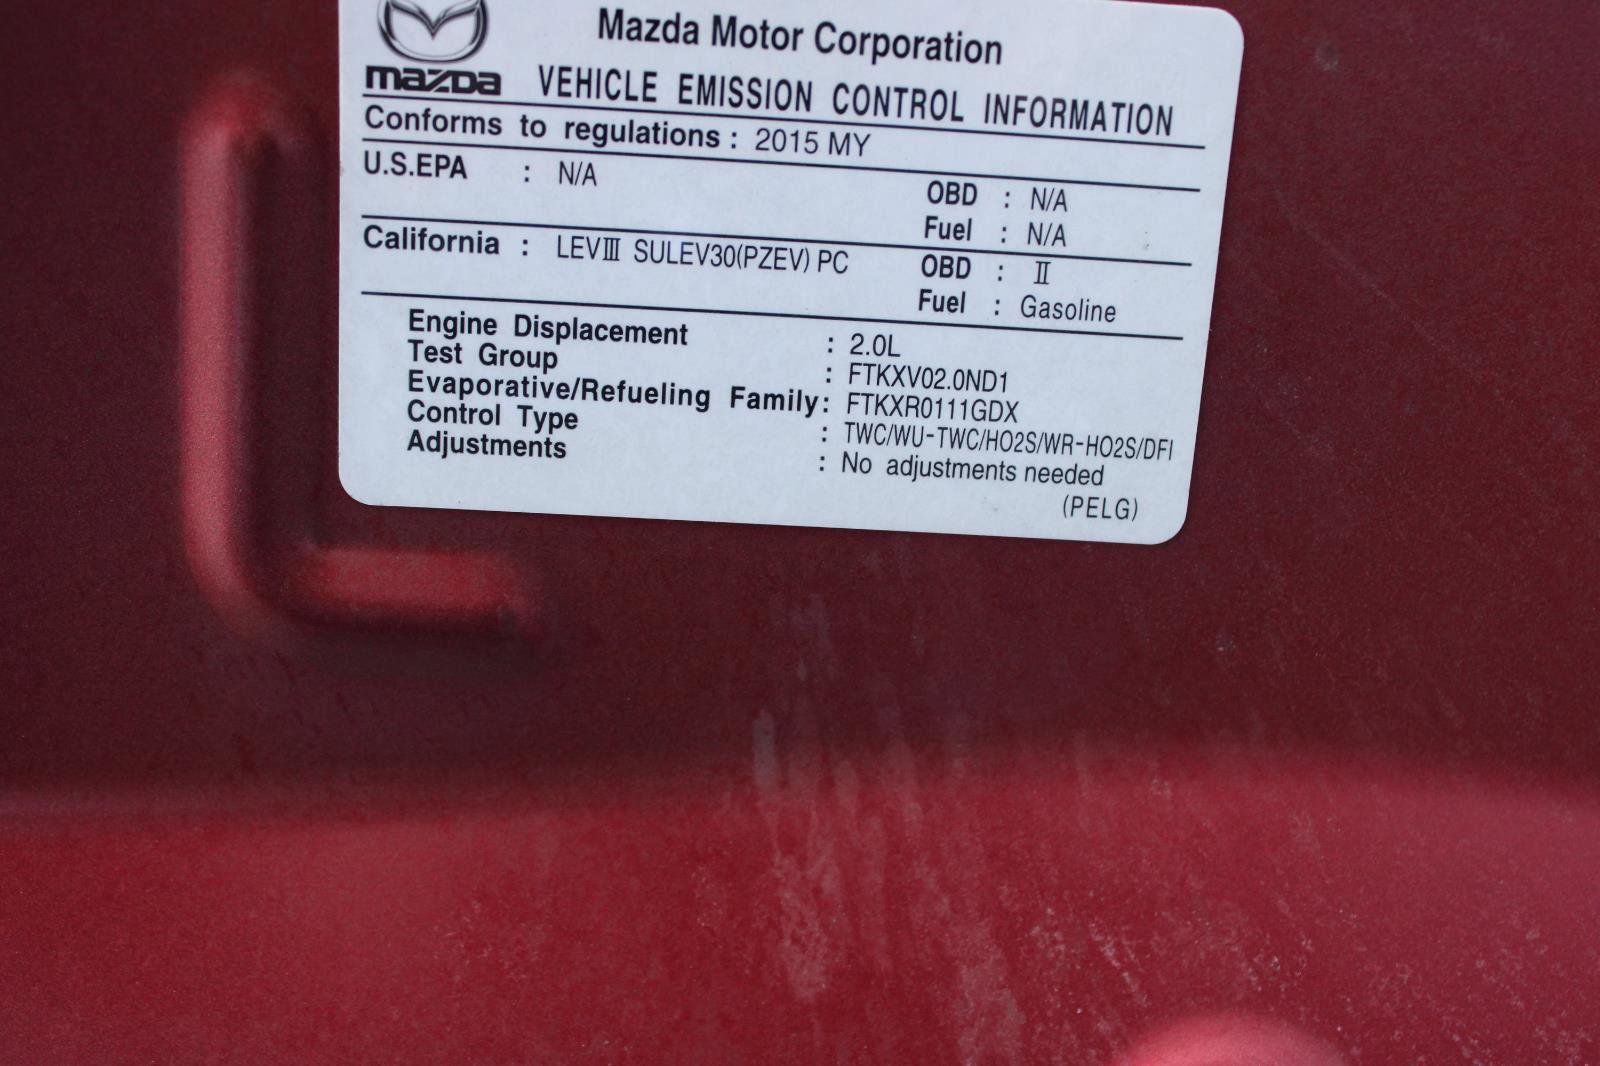 Mazda Motor Corporation
mazda VEHICLE EMISSION CONTROL INFORMATION
Conforms to regulations : 2015 MY
U.S.EPA : N/A OBD : N/A
Fuel : N/A
California : LEVⅢ SULEV30(PZEV) PC OBD : Ⅱ
Fuel : Gasoline
Engine Displacement : 2.0L
Test Group : FTKXV02.0ND1
Evaporative/Refueling Family : FTKXR0111GDX
Control Type : TWC/WU-TWC/HO2S/WR-HO2S/DFI
Adjustments : No adjustments needed
(PELG)